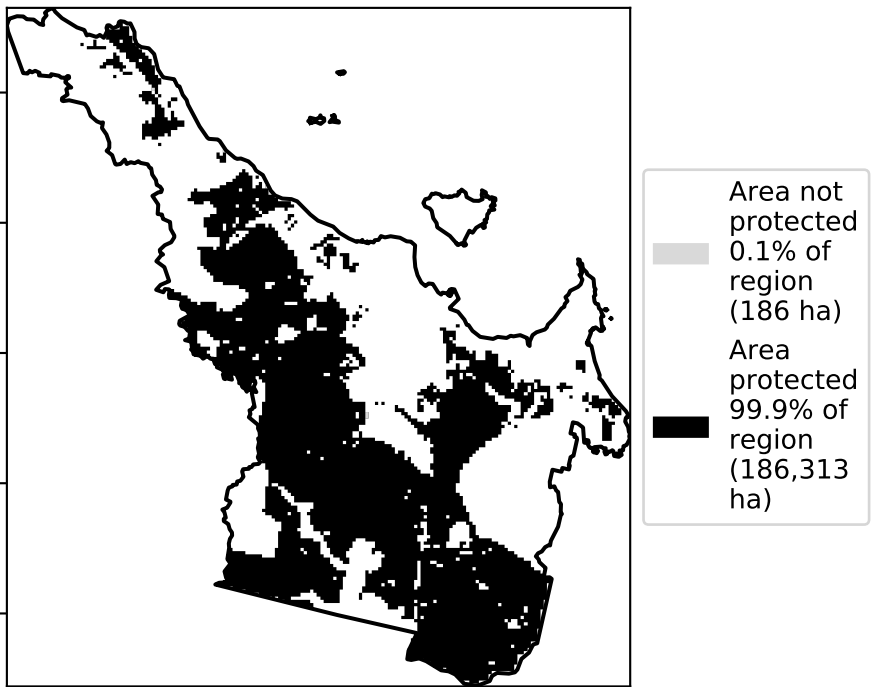 Area not
protected
0.1% of
region
(186 ha)
Area
protected
99.9% of
region
(186,313
ha)